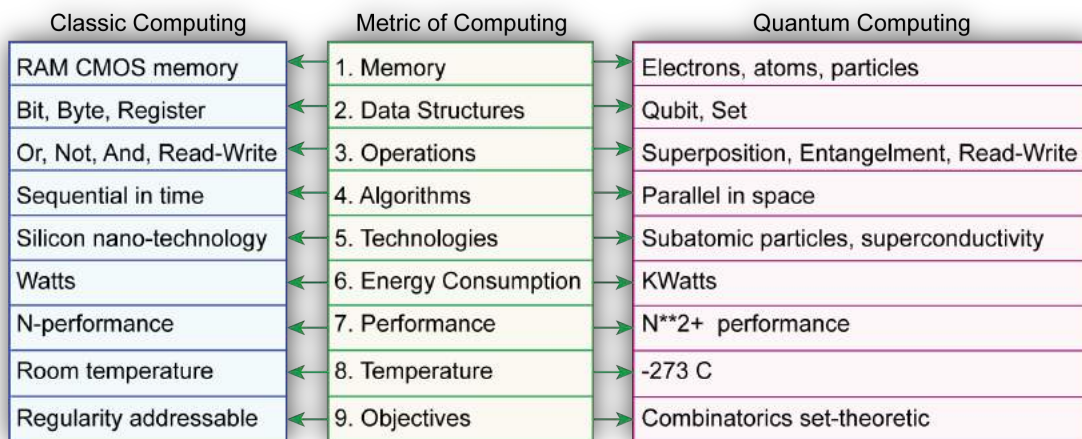 Classic Computing Metric of Computing Quantum Computing
RAM CMOS memory 1. Memory Electrons, atoms, particles
Bit, Byte, Register 2. Data Structures Qubit, Set
Or, Not, And, Read-Write 3. Operations Superposition, Entangelment, Read-Write
Sequential in time 4. Algorithms Parallel in space
Silicon nano-technology 5. Technologies Subatomic particles, superconductivity
Watts 6. Energy Consumption KWatts
N-performance 7. Performance N**2+ performance
Room temperature 8. Temperature -273 C
Regularity addressable 9. Objectives Combinatorics set-theoretic